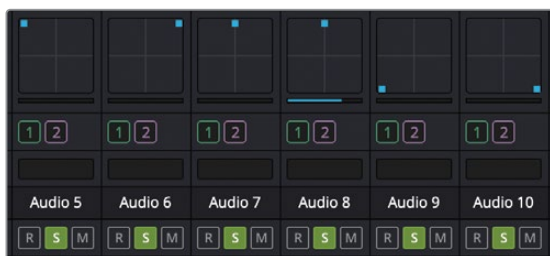 1 2 1 2 1 2 1 2 1 2 1 2
Audio 5 Audio 6 Audio 7 Audio 8 Audio 9 Audio 10
R S M R S M R S M R S M R S M R S M